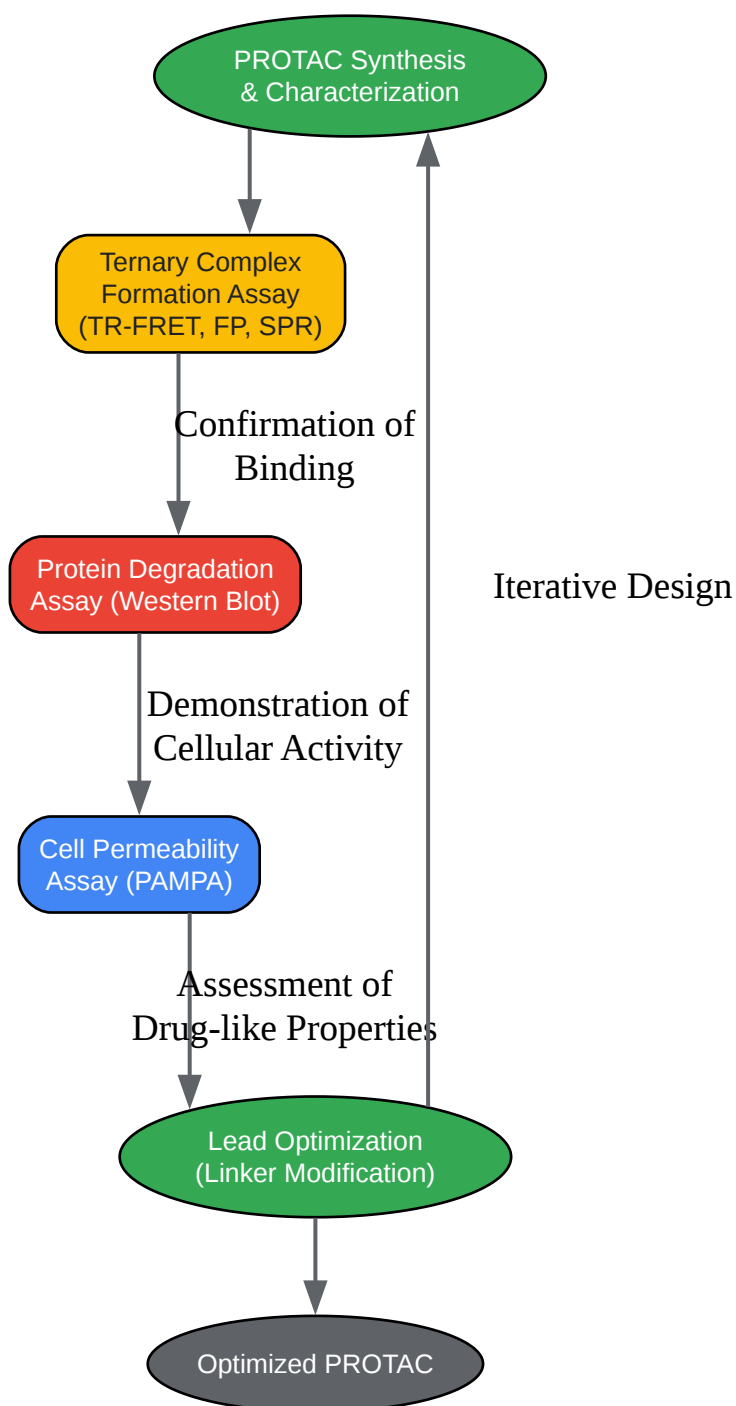 PROTAC Synthesis
& Characterization
Ternary Complex
Formation Assay
(TR-FRET, FP, SPR)
Confirmation of
Binding
Protein Degradation
Assay (Western Blot)
Iterative Design
Demonstration of
Cellular Activity
Cell Permeability
Assay (PAMPA)
Assessment of
Drug-like Properties
Lead Optimization
(Linker Modification)
Optimized PROTAC